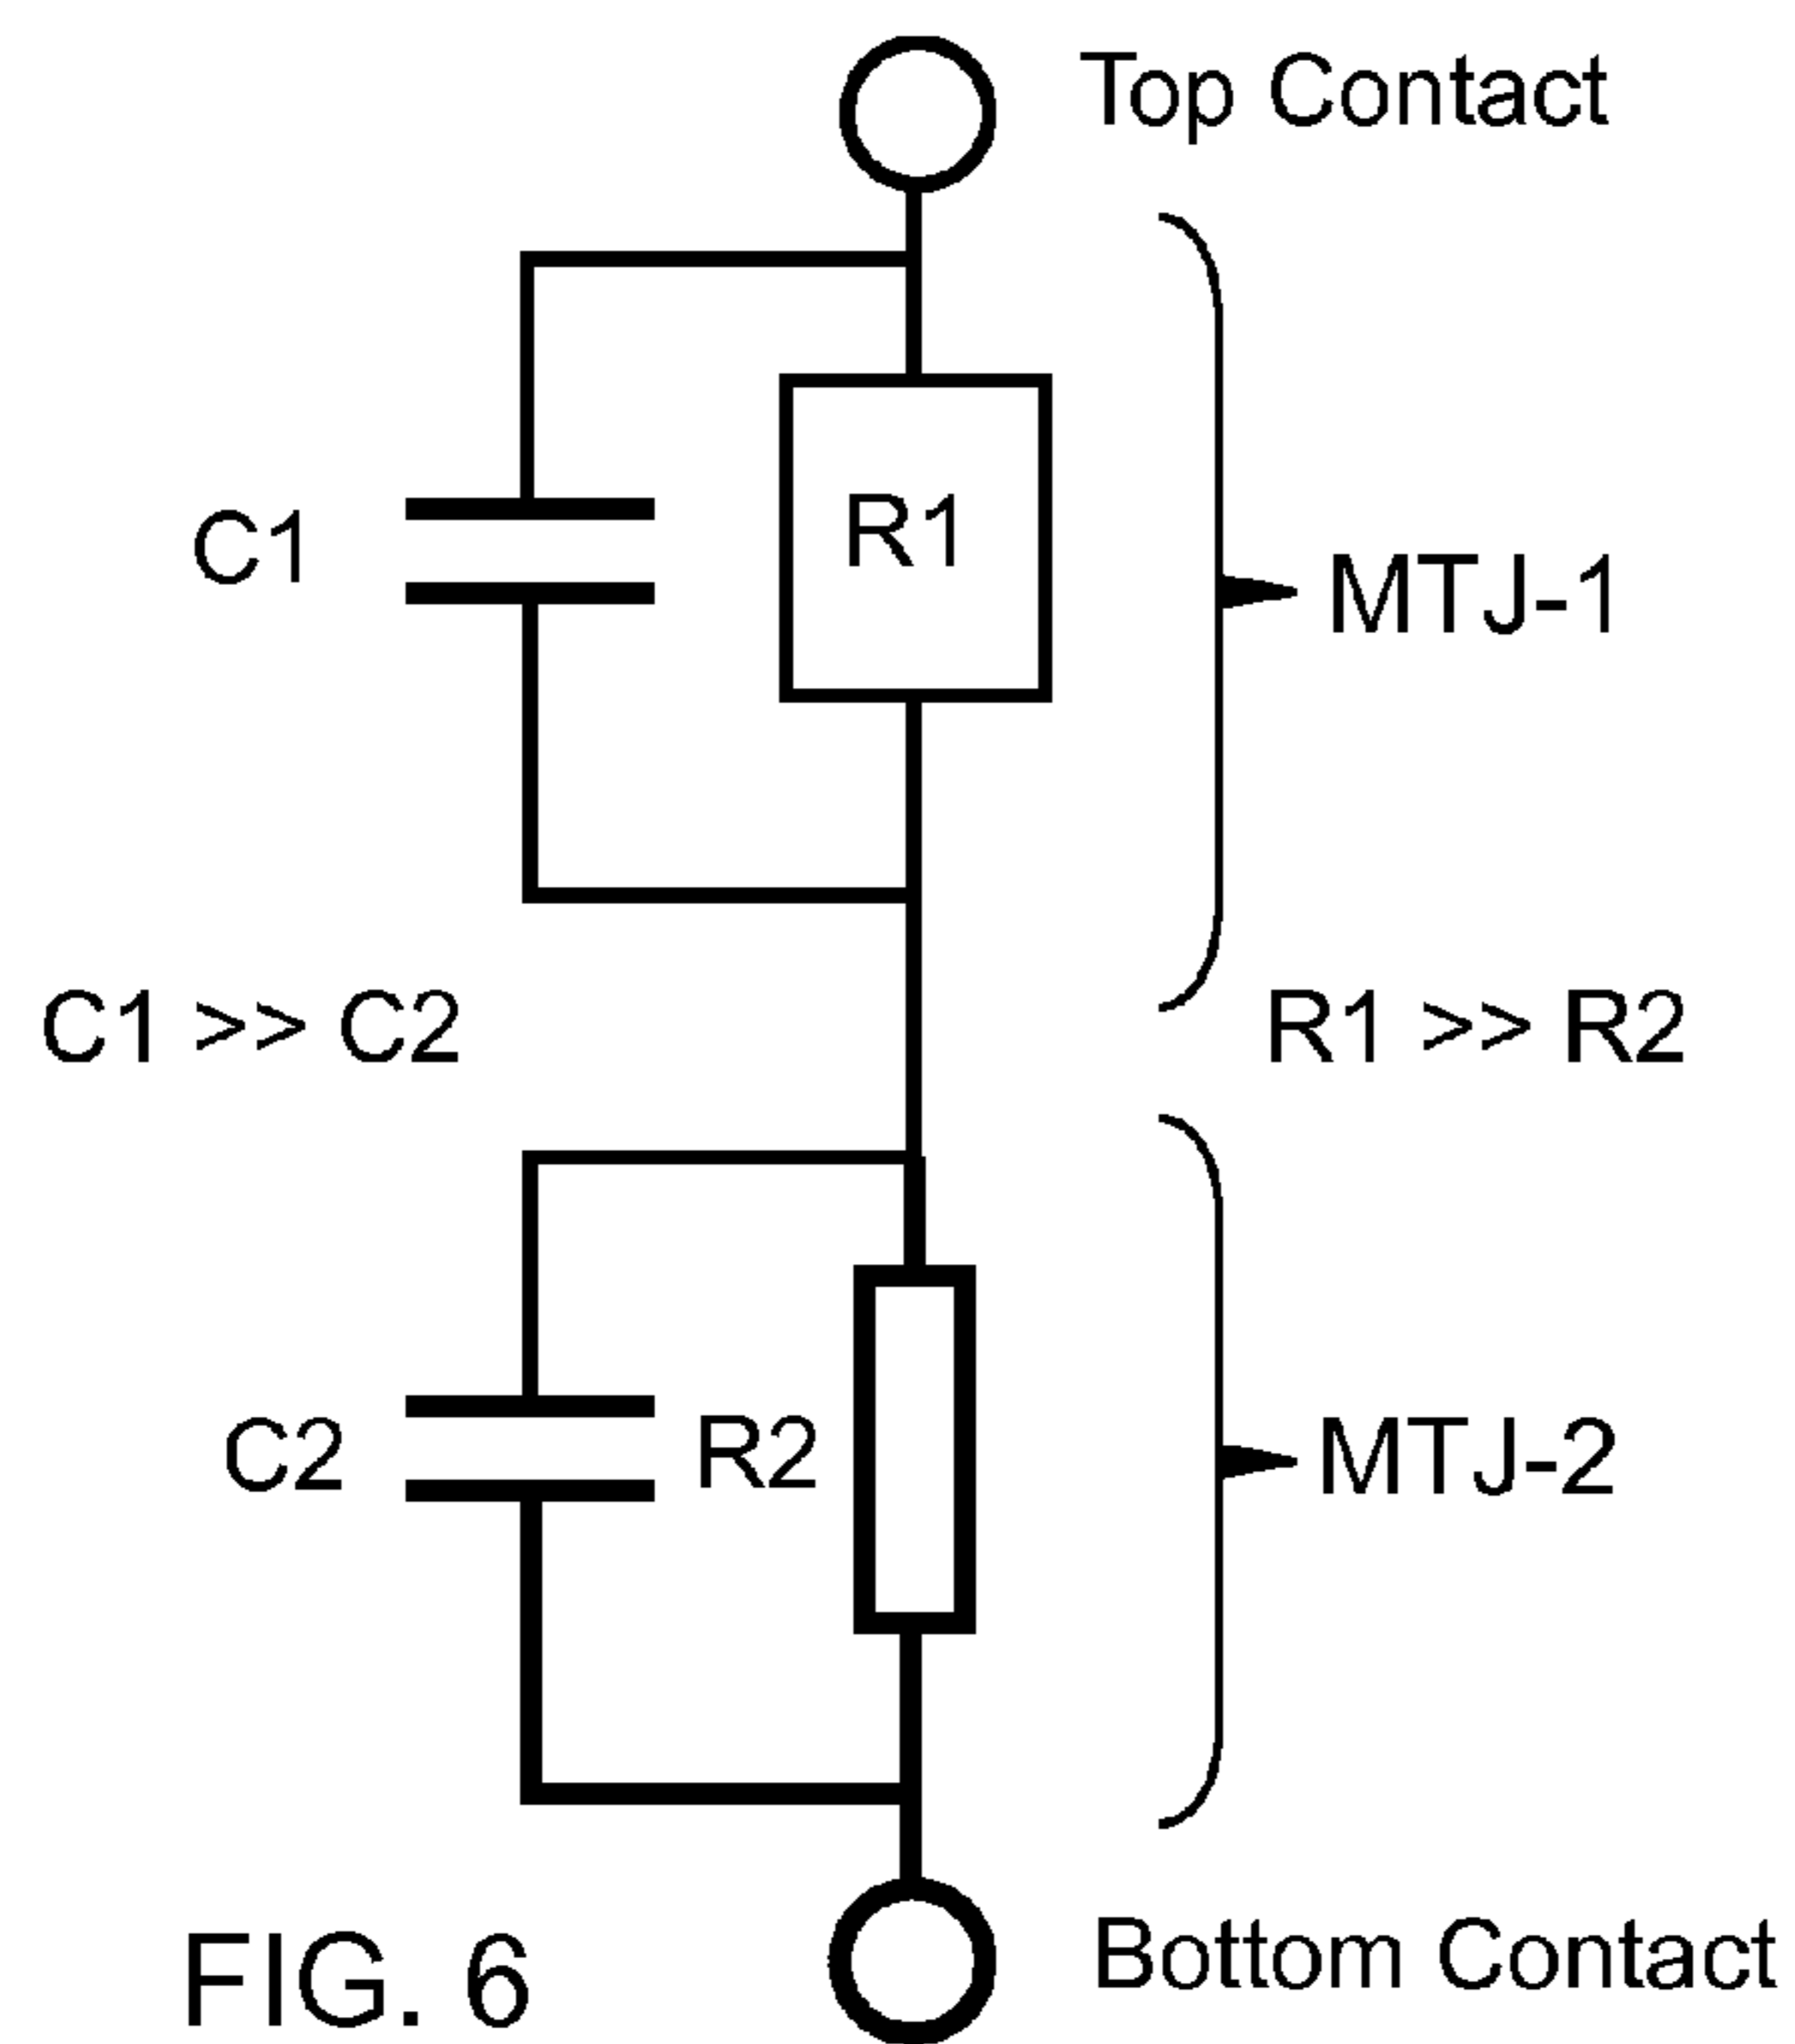 Top Contact
C1
R1
MTJ-1
C1 >> C2
R1 >> R2
C2
R2
MTJ-2
Bottom Contact
FIG. 6